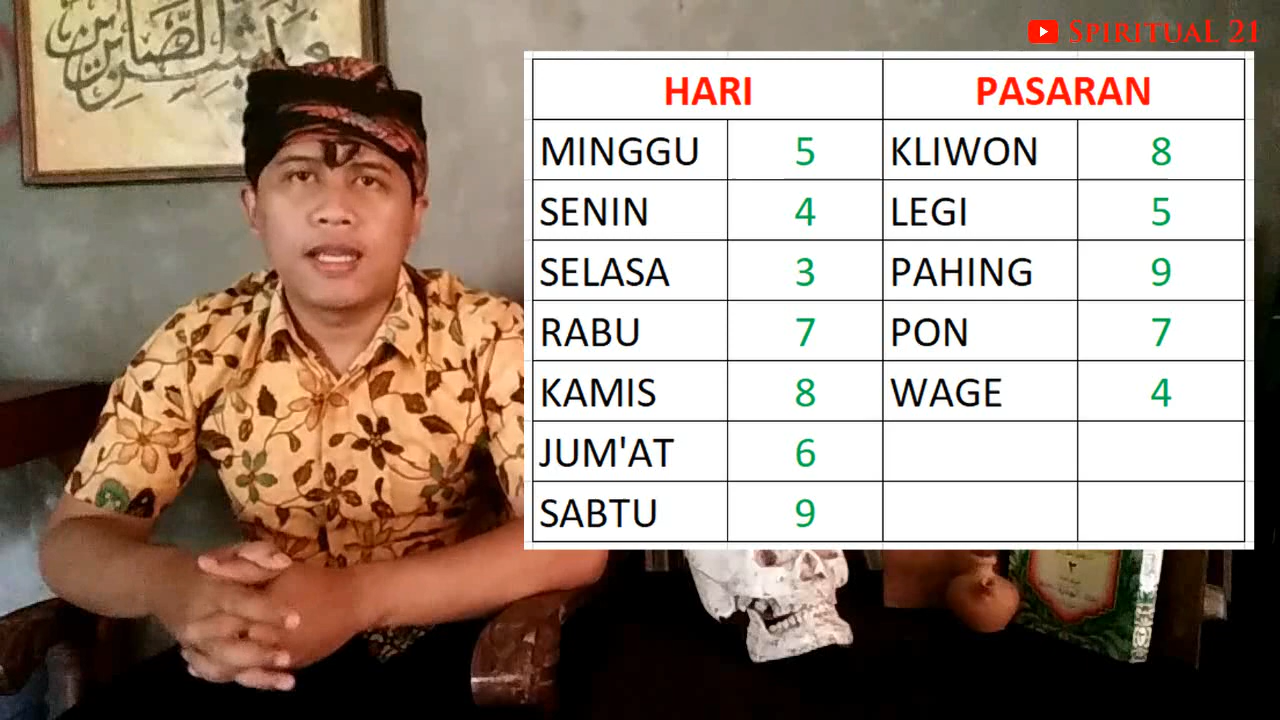 SPIRITUAL 21
HARI PASARAN
MINGGU 5 KLIWON 8
SENIN 4 LEGI 5
SELASA 3 PAHING 9
RABU 7 PON 7
KAMIS 8 WAGE 4
JUM'AT 6
SABTU 9